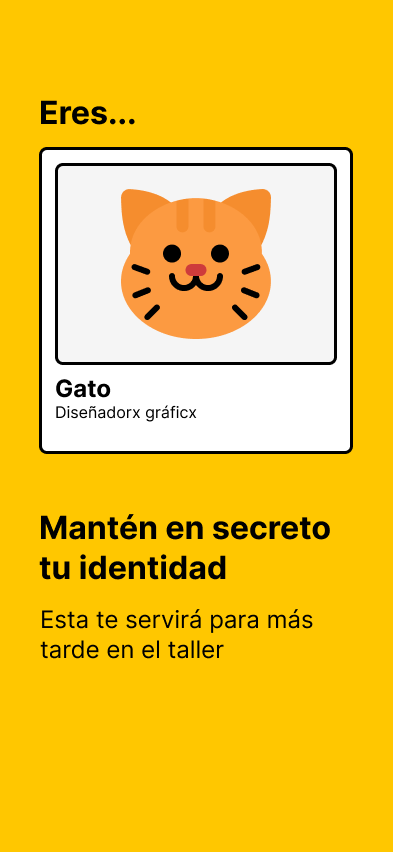 Eres...
Gato
Diseñadorx gráficx
Mantén en secreto
tu identidad
Esta te servirá para más
tarde en el taller